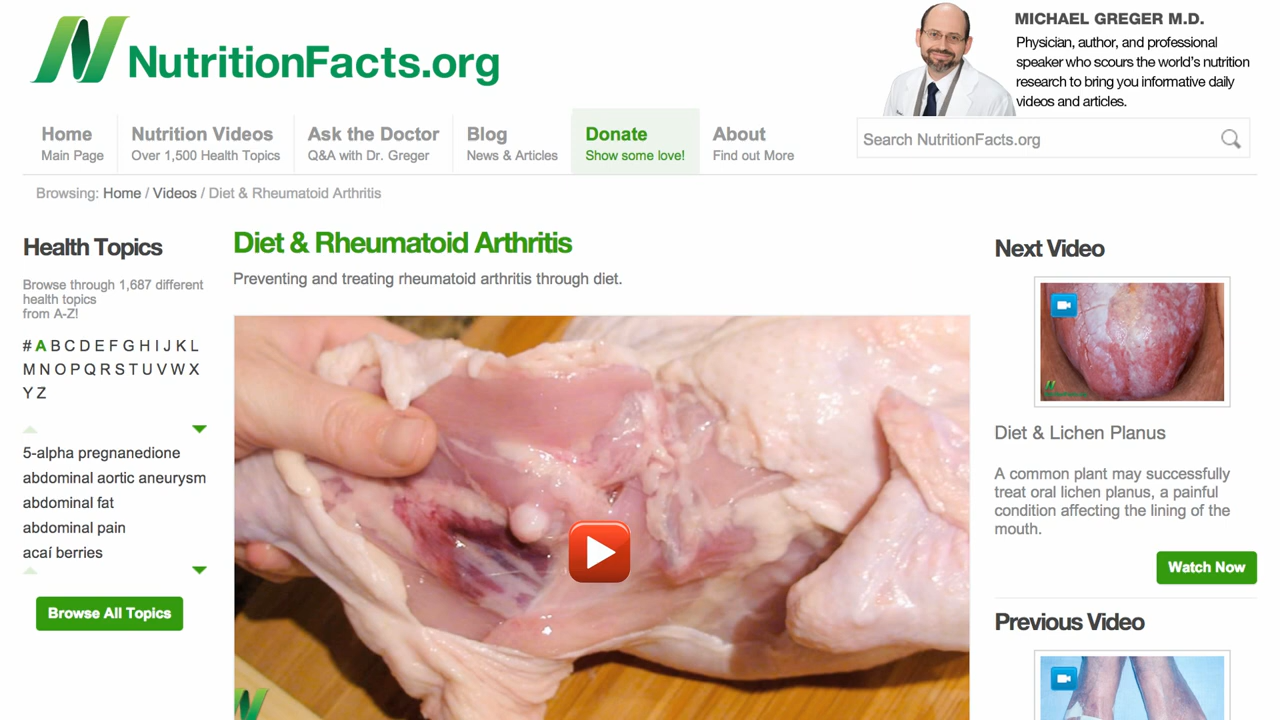 NutritionFacts.org
MICHAEL GREGER M.D.
Physician, author, and professional
speaker who scours the world's nutrition
research to bring you informative daily
videos and articles.
Home
Main Page
Nutrition Videos
Over 1,500 Health Topics
Ask the Doctor
Q&A with Dr. Greger
Blog
News & Articles
Donate
Show some love!
About
Find out More
Search NutritionFacts.org
Browsing: Home / Videos / Diet & Rheumatoid Arthritis
Health Topics
Browse through 1,687 different
health topics
from A-Z!
# A B C D E F G H I J K L
M N O P Q R S T U V W X
Y Z
5-alpha pregnanedione
abdominal aortic aneurysm
abdominal fat
abdominal pain
acaí berries
Browse All Topics
Diet & Rheumatoid Arthritis
Preventing and treating rheumatoid arthritis through diet.
Next Video
Diet & Lichen Planus
A common plant may successfully
treat oral lichen planus, a painful
condition affecting the lining of the
mouth.
Watch Now
Previous Video